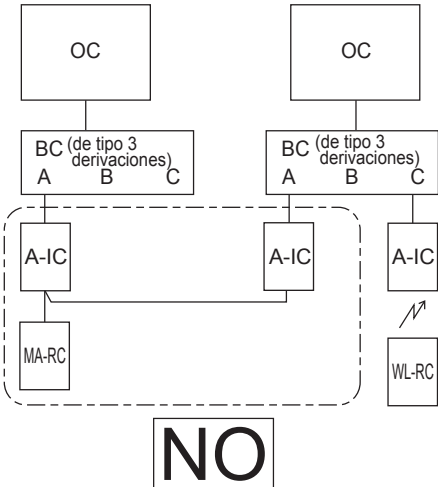 OC OC
BC (de tipo 3 derivaciones) BC (de tipo 3 derivaciones)
A B C A B C
A-IC A-IC A-IC
MA-RC WL-RC
NO